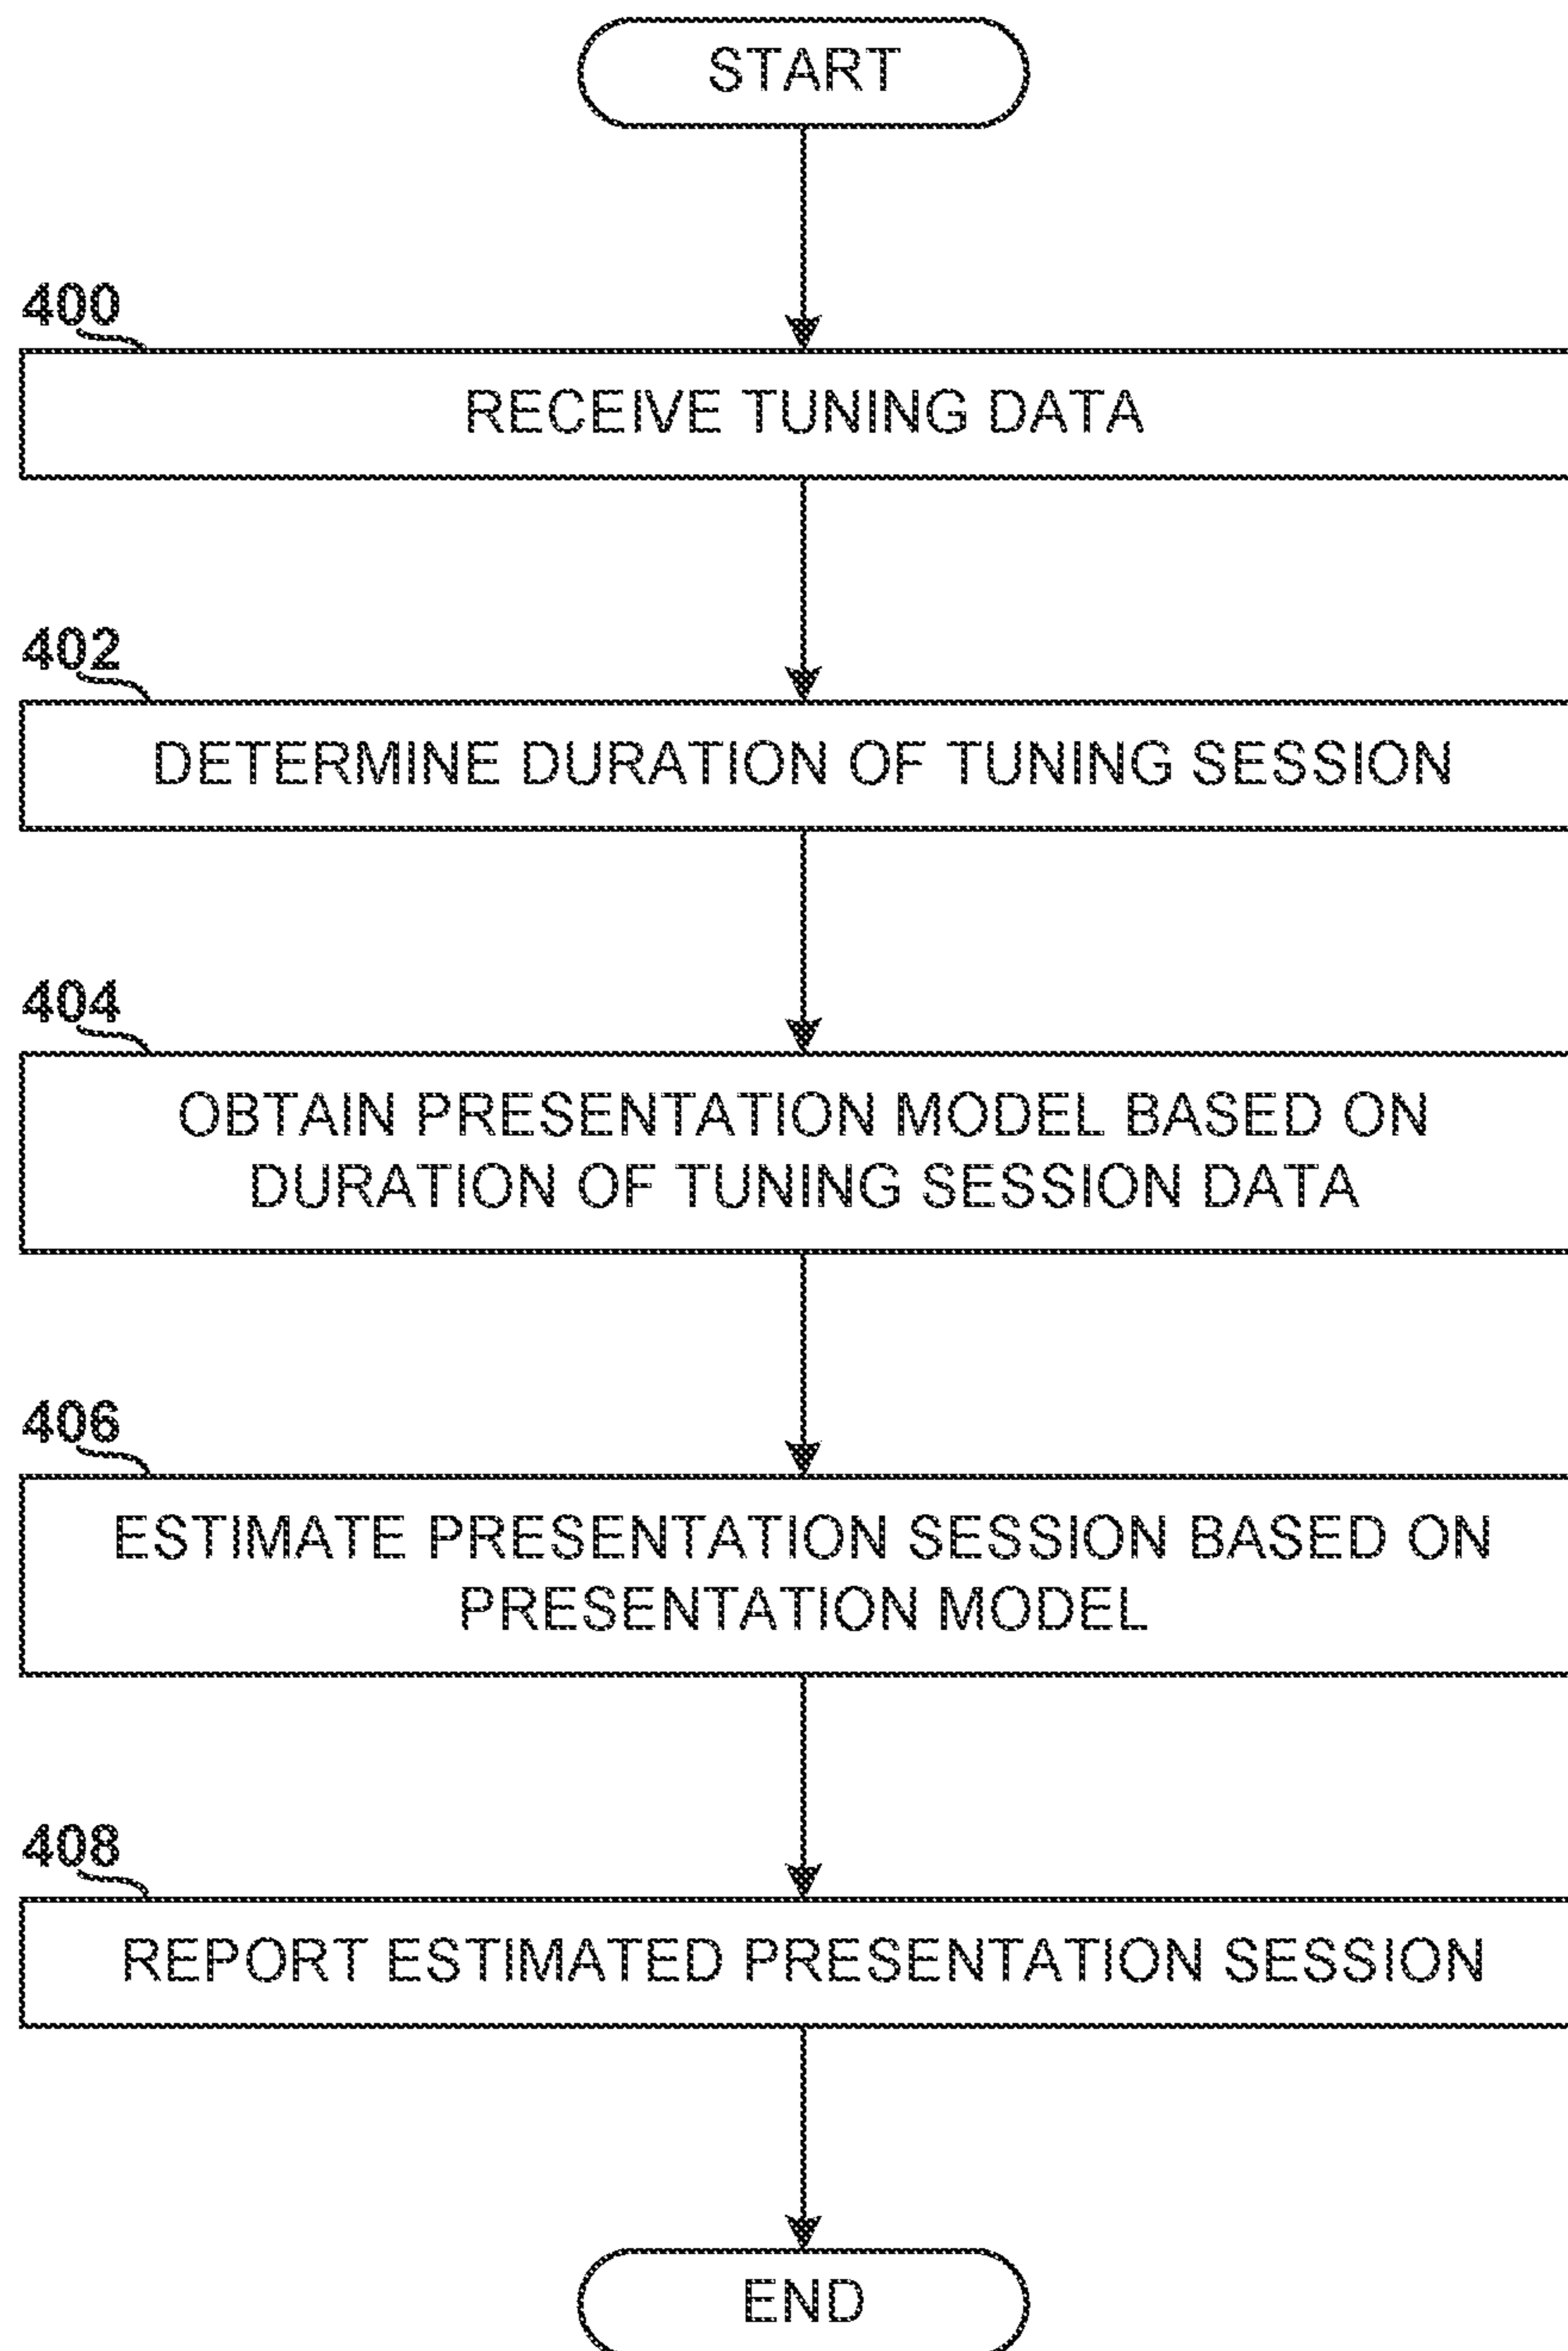 START
400
RECEIVE TUNING DATA
402
DETERMINE DURATION OF TUNING SESSION
404
OBTAIN PRESENTATION MODEL BASED ON
DURATION OF TUNING SESSION DATA
406
ESTIMATE PRESENTATION SESSION BASED ON
PRESENTATION MODEL
408
REPORT ESTIMATED PRESENTATION SESSION
END